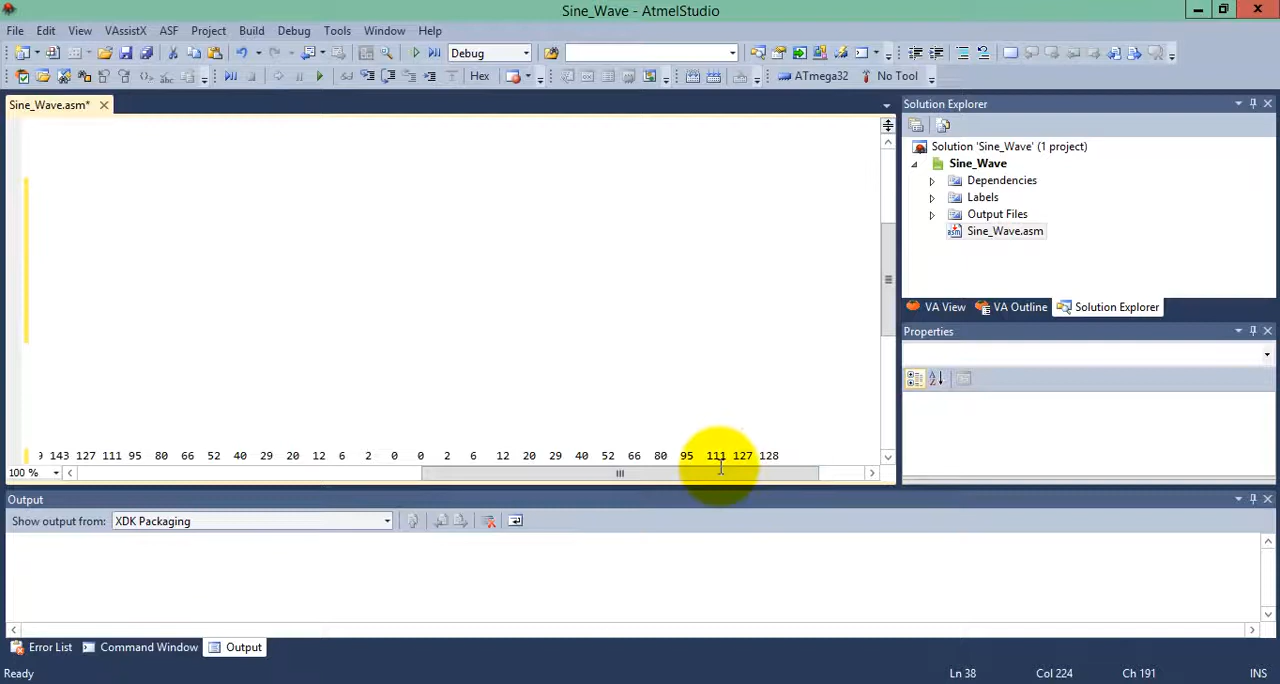 Sine_Wave - AtmelStudio
File Edit View VAssistX ASF Project Build Debug Tools Window Help
Debug
Hex ATmega32 No Tool
Sine_Wave.asm*
Solution Explorer
Solution 'Sine_Wave' (1 project)
Sine_Wave
Dependencies
Labels
Output Files
asm Sine_Wave.asm
VA View VA Outline Solution Explorer
Properties
9 143 127 111 95 80 66 52 40 29 20 12 6 2 0 0 2 6 12 20 29 40 52 66 80 95 111 127 128
100 %
Output
Show output from: XDK Packaging
Error List Command Window Output
Ready Ln 38 Col 224 Ch 191 INS